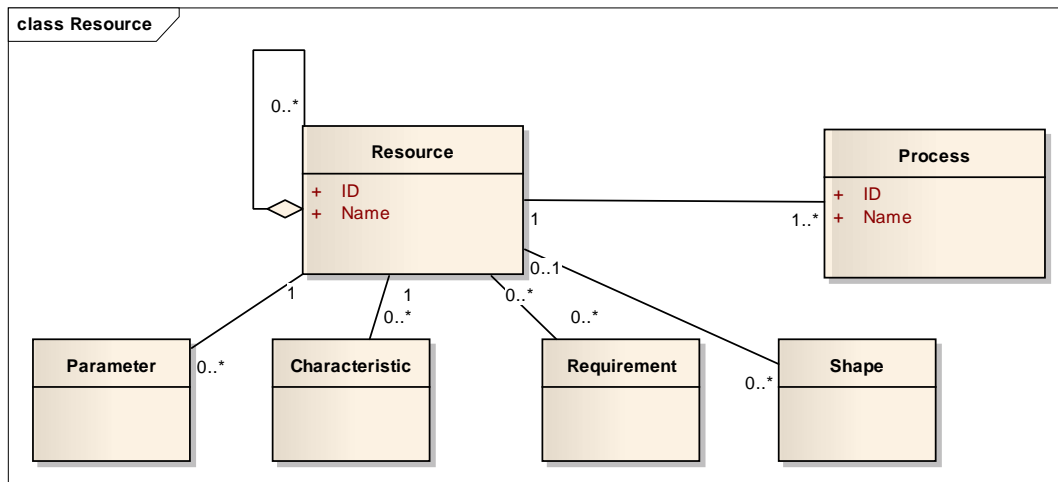 class Resource
0..*
Resource
+ ID
+ Name
Process
+ ID
+ Name
1
1..*
0..1
1
1
0..*
0..*
0..*
0..*
0..*
Parameter
Characteristic
Requirement
Shape